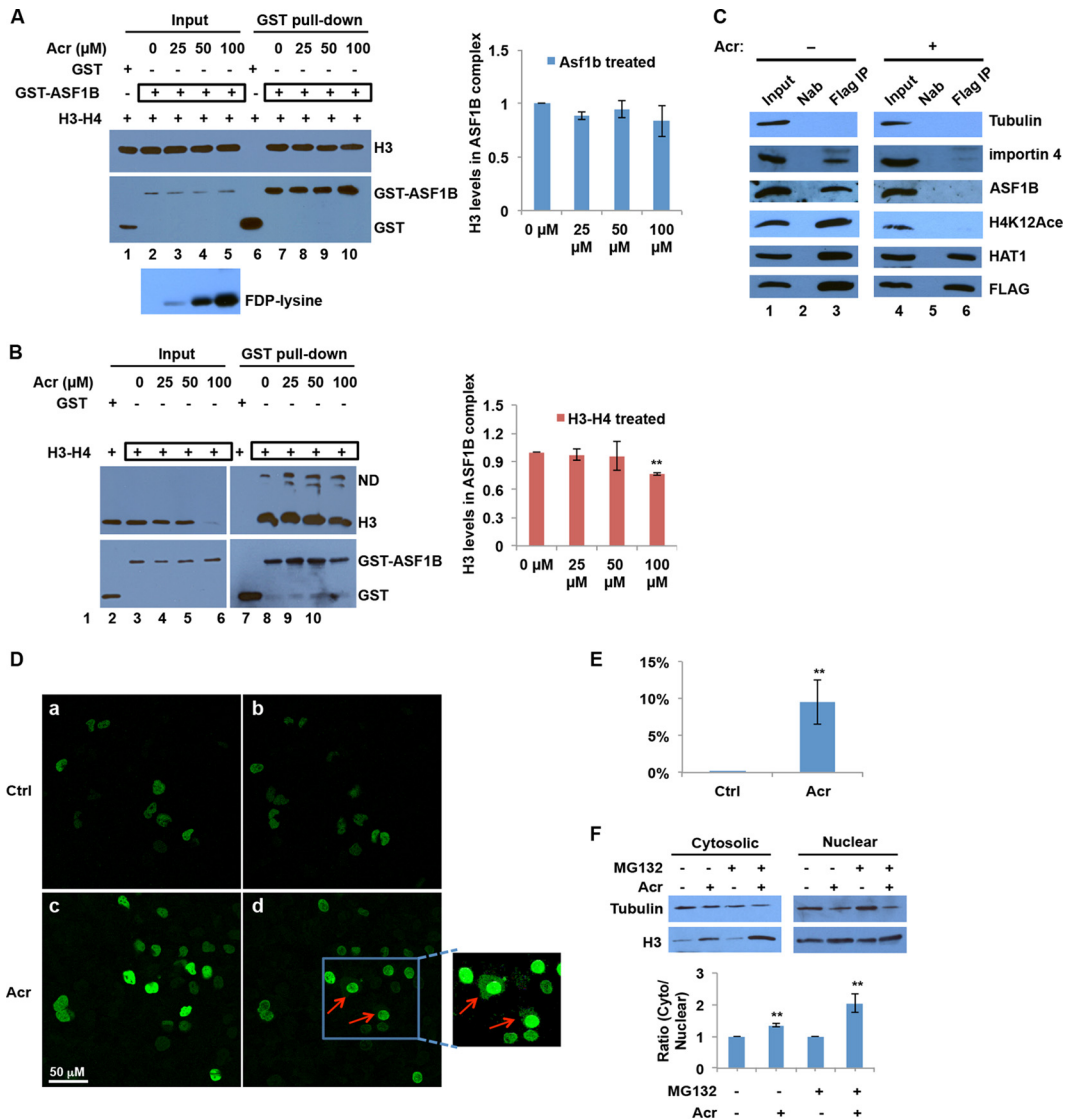 A
Input GST pull-down
Acr (µM) 0 25 50 100 0 25 50 100
GST + - - - - + - - - -
GST-ASF1B - + + + + - + + + +
H3-H4 + + + + + + + + + +
H3
GST-ASF1B
GST
1 2 3 4 5 6 7 8 9 10
FDP-lysine
H3 levels in ASF1B complex
1.5
1
0.5
0
Asf1b treated
0 µM 25 µM 50 µM 100 µM
B
Input GST pull-down
Acr (µM) 0 25 50 100 0 25 50 100
GST + - - - - + - - - -
H3-H4 + + + + + + + + + +
ND
H3
GST-ASF1B
GST
1 2 3 4 5 6 7 8 9 10
H3 levels in ASF1B complex
1.5
1.2
0.9
0.6
0.3
0
H3-H4 treated
**
0 µM 25 µM 50 µM 100 µM
C
Acr: – +
Input Nab Flag IP Input Nab Flag IP
Tubulin
importin 4
ASF1B
H4K12Ace
HAT1
FLAG
1 2 3 4 5 6
D
a b
Ctrl
c d
Acr
50 µM
E
15%
10%
5%
0%
**
Ctrl Acr
F
Cytosolic Nuclear
MG132 - - + + - - + +
Acr - + - + - + - +
Tubulin
H3
Ratio (Cyto/
Nuclear)
3
2
1
0
** **
MG132 - - + +
Acr - + - +